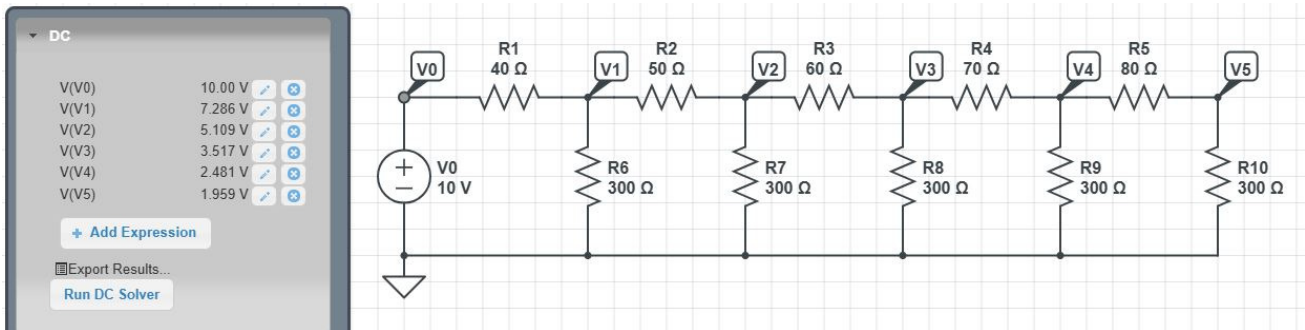 DC
V(V0) 10.00 V
V(V1) 7.286 V
V(V2) 5.109 V
V(V3) 3.517 V
V(V4) 2.481 V
V(V5) 1.959 V
+ Add Expression
Export Results...
Run DC Solver
R1
40 Ω
R2
50 Ω
R3
60 Ω
R4
70 Ω
R5
80 Ω
V0
V1
V2
V3
V4
V5
+
−
V0
10 V
R6
300 Ω
R7
300 Ω
R8
300 Ω
R9
300 Ω
R10
300 Ω